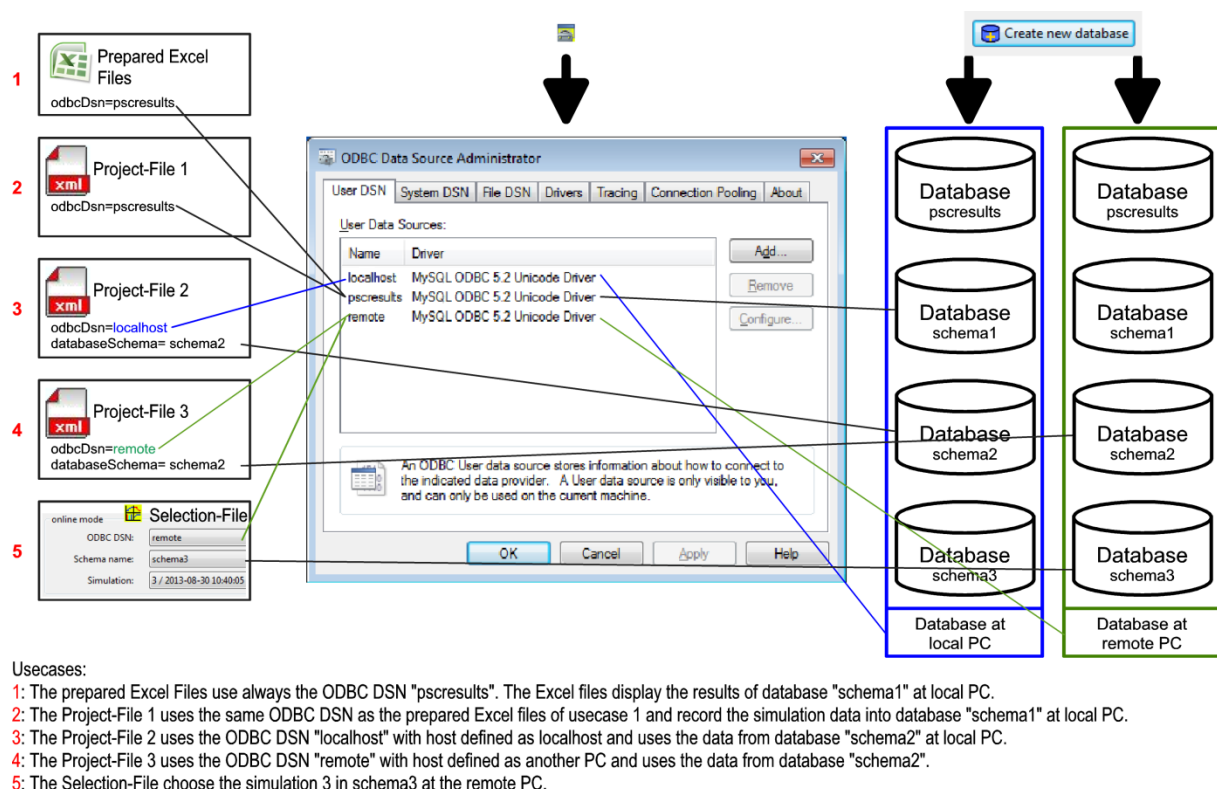 Create new database
1
Prepared Excel
Files
odbcDsn=pscresults
2
xml
Project-File 1
odbcDsn=pscresults
3
xml
Project-File 2
odbcDsn=localhost
databaseSchema= schema2
4
xml
Project-File 3
odbcDsn=remote
databaseSchema= schema2
5
online mode
Selection-File
ODBC DSN:
remote
Schema name:
schema3
Simulation:
3 / 2013-08-30 10:40:05
ODBC Data Source Administrator
User DSN
System DSN
File DSN
Drivers
Tracing
Connection Pooling
About
User Data Sources:
Name Driver
localhost MySQL ODBC 5.2 Unicode Driver
pscresults MySQL ODBC 5.2 Unicode Driver
remote MySQL ODBC 5.2 Unicode Driver
Add...
Remove
Configure...
An ODBC User data source stores information about how to connect to
the indicated data provider. A User data source is only visible to you,
and can only be used on the current machine.
OK
Cancel
Apply
Help
Database
pscresults
Database
schema1
Database
schema2
Database
schema3
Database at
local PC
Database
pscresults
Database
schema1
Database
schema2
Database
schema3
Database at
remote PC
Usecases:
1: The prepared Excel Files use always the ODBC DSN "pscresults". The Excel files display the results of database "schema1" at local PC.
2: The Project-File 1 uses the same ODBC DSN as the prepared Excel files of usecase 1 and record the simulation data into database "schema1" at local PC.
3: The Project-File 2 uses the ODBC DSN "localhost" with host defined as localhost and uses the data from database "schema2" at local PC.
4: The Project-File 3 uses the ODBC DSN "remote" with host defined as another PC and uses the data from database "schema2".
5: The Selection-File choose the simulation 3 in schema3 at the remote PC.